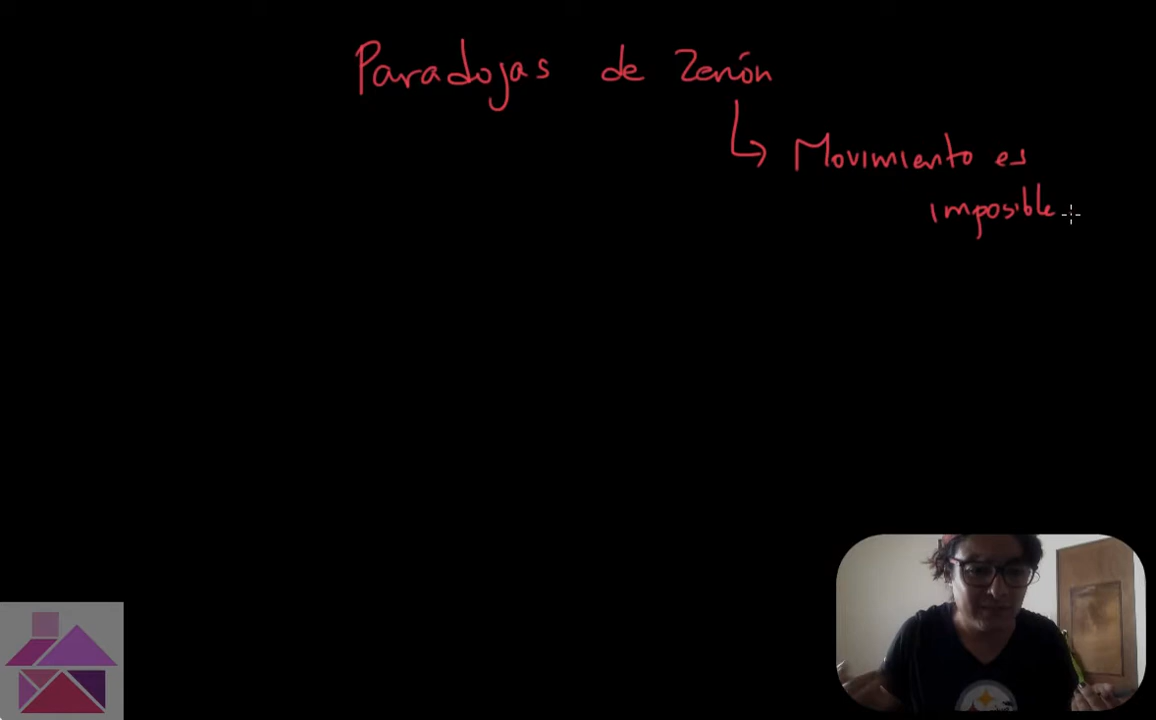 Paradojas de Zenón
↳ Movimiento es
imposible